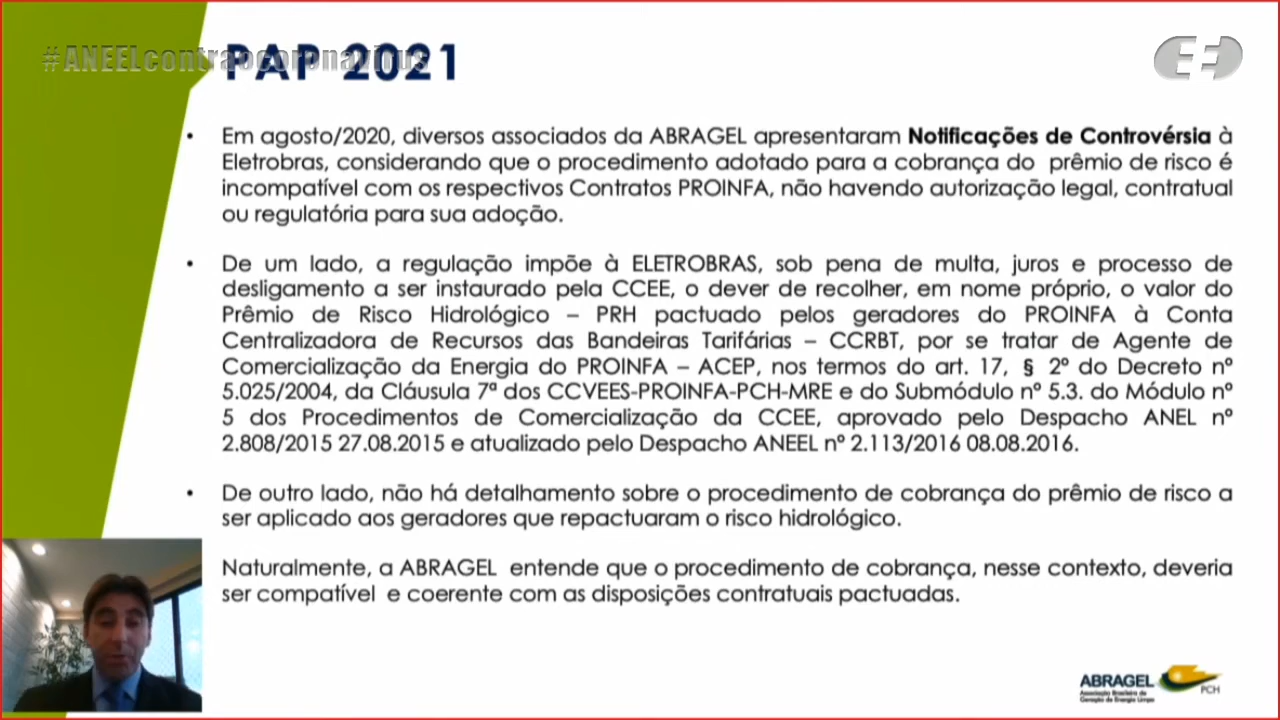 #ANEELcontraocoronavirus
PAP 2021
• Em agosto/2020, diversos associados da ABRAGEL apresentaram Notificações de Controvérsia à
Eletrobras, considerando que o procedimento adotado para a cobrança do prêmio de risco é
incompatível com os respectivos Contratos PROINFA, não havendo autorização legal, contratual
ou regulatória para sua adoção.
• De um lado, a regulação impõe à ELETROBRAS, sob pena de multa, juros e processo de
desligamento a ser instaurado pela CCEE, o dever de recolher, em nome próprio, o valor do
Prêmio de Risco Hidrológico – PRH pactuado pelos geradores do PROINFA à Conta
Centralizadora de Recursos das Bandeiras Tarifárias – CCRBT, por se tratar de Agente de
Comercialização da Energia do PROINFA – ACEP, nos termos do art. 17, § 2º do Decreto nº
5.025/2004, da Cláusula 7ª dos CCVEES-PROINFA-PCH-MRE e do Submódulo nº 5.3. do Módulo nº
5 dos Procedimentos de Comercialização da CCEE, aprovado pelo Despacho ANEL nº
2.808/2015 27.08.2015 e atualizado pelo Despacho ANEEL nº 2.113/2016 08.08.2016.
• De outro lado, não há detalhamento sobre o procedimento de cobrança do prêmio de risco a
ser aplicado aos geradores que repactuaram o risco hidrológico.
Naturalmente, a ABRAGEL entende que o procedimento de cobrança, nesse contexto, deveria
ser compatível e coerente com as disposições contratuais pactuadas.
ABRAGEL
Associação Brasileira de
Geração de Energia Limpa
PCH